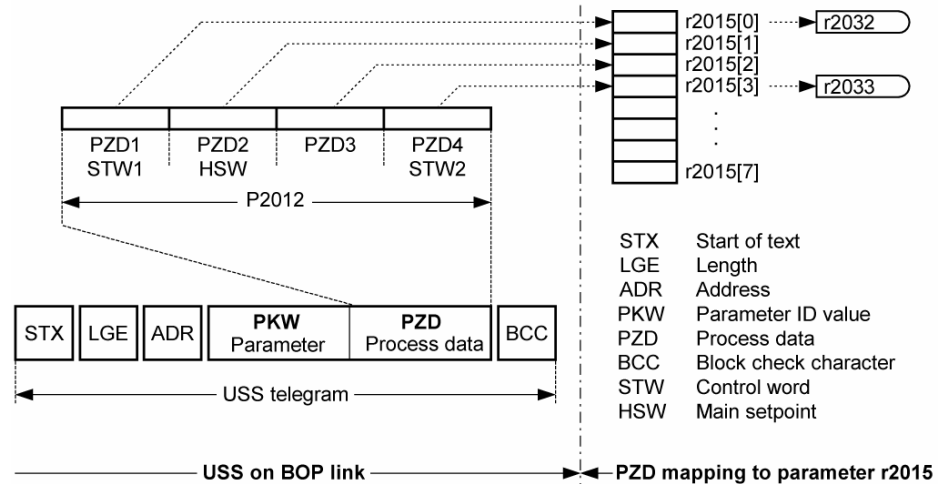 r2015[0] r2032
r2015[1]
r2015[2]
r2015[3] r2033
PZD1 PZD2 PZD3 PZD4
STW1 HSW STW2
r2015[7]
P2012
STX Start of text
LGE Length
ADR Address
PKW Parameter ID value
PZD Process data
BCC Block check character
STW Control word
HSW Main setpoint
STX LGE ADR PKW Parameter PZD Process data BCC
USS telegram
USS on BOP link PZD mapping to parameter r2015